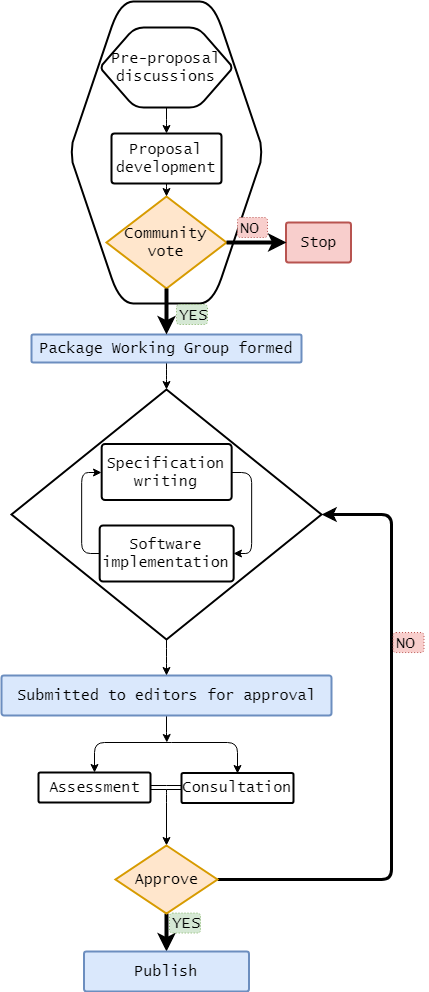 Pre-proposal
discussions
Proposal
development
Community
vote
NO
Stop
YES
Package Working Group formed
Specification
writing
Software
implementation
NO
Submitted to editors for approval
Assessment
Consultation
Approve
YES
Publish